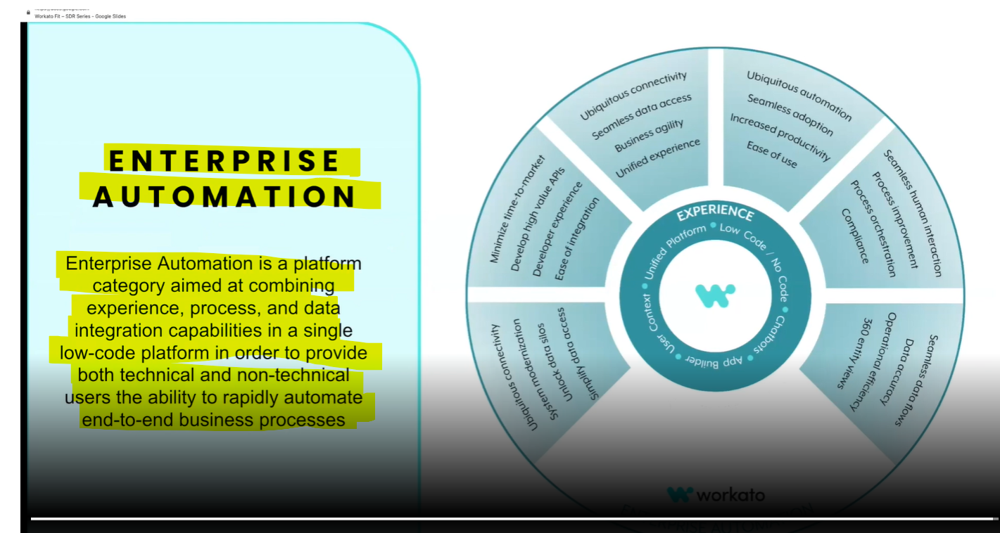 Workato Fit – SDR Series - Google Slides
ENTERPRISE
AUTOMATION
Enterprise Automation is a platform
category aimed at combining
experience, process, and data
integration capabilities in a single
low-code platform in order to provide
both technical and non-technical
users the ability to rapidly automate
end-to-end business processes
Ubiquitous connectivity
Seamless data access
Business agility
Unified experience
Ubiquitous automation
Seamless adoption
Increased productivity
Ease of use
Minimize time-to-market
Develop high value APIs
Developer experience
Ease of integration
Seamless human interaction
Process improvement
Process orchestration
Compliance
Ubiquitous connectivity
System modernization
Unlock data silos
Simplify data access
Seamless data flows
Data accuracy
Operational efficiency
360 entity views
EXPERIENCE
User Context • Unified Platform • Low Code / No Code • Chatbots • App Builder •
workato
ENTERPRISE AUTOMATION